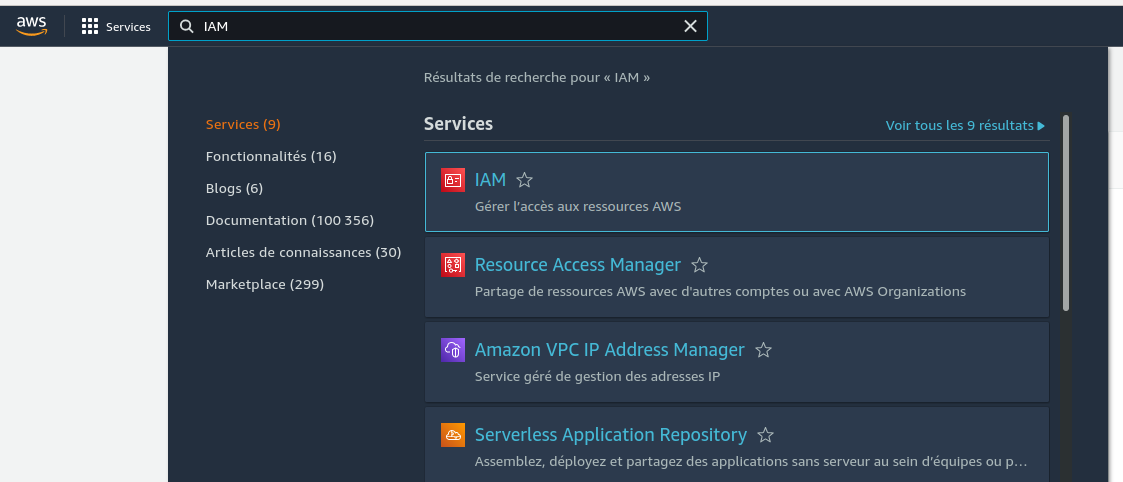 aws
Services
IAM
Résultats de recherche pour « IAM »
Services (9)
Fonctionnalités (16)
Blogs (6)
Documentation (100 356)
Articles de connaissances (30)
Marketplace (299)
Services
Voir tous les 9 résultats
IAM
Gérer l'accès aux ressources AWS
Resource Access Manager
Partage de ressources AWS avec d'autres comptes ou avec AWS Organizations
Amazon VPC IP Address Manager
Service géré de gestion des adresses IP
Serverless Application Repository
Assemblez, déployez et partagez des applications sans serveur au sein d'équipes ou p…